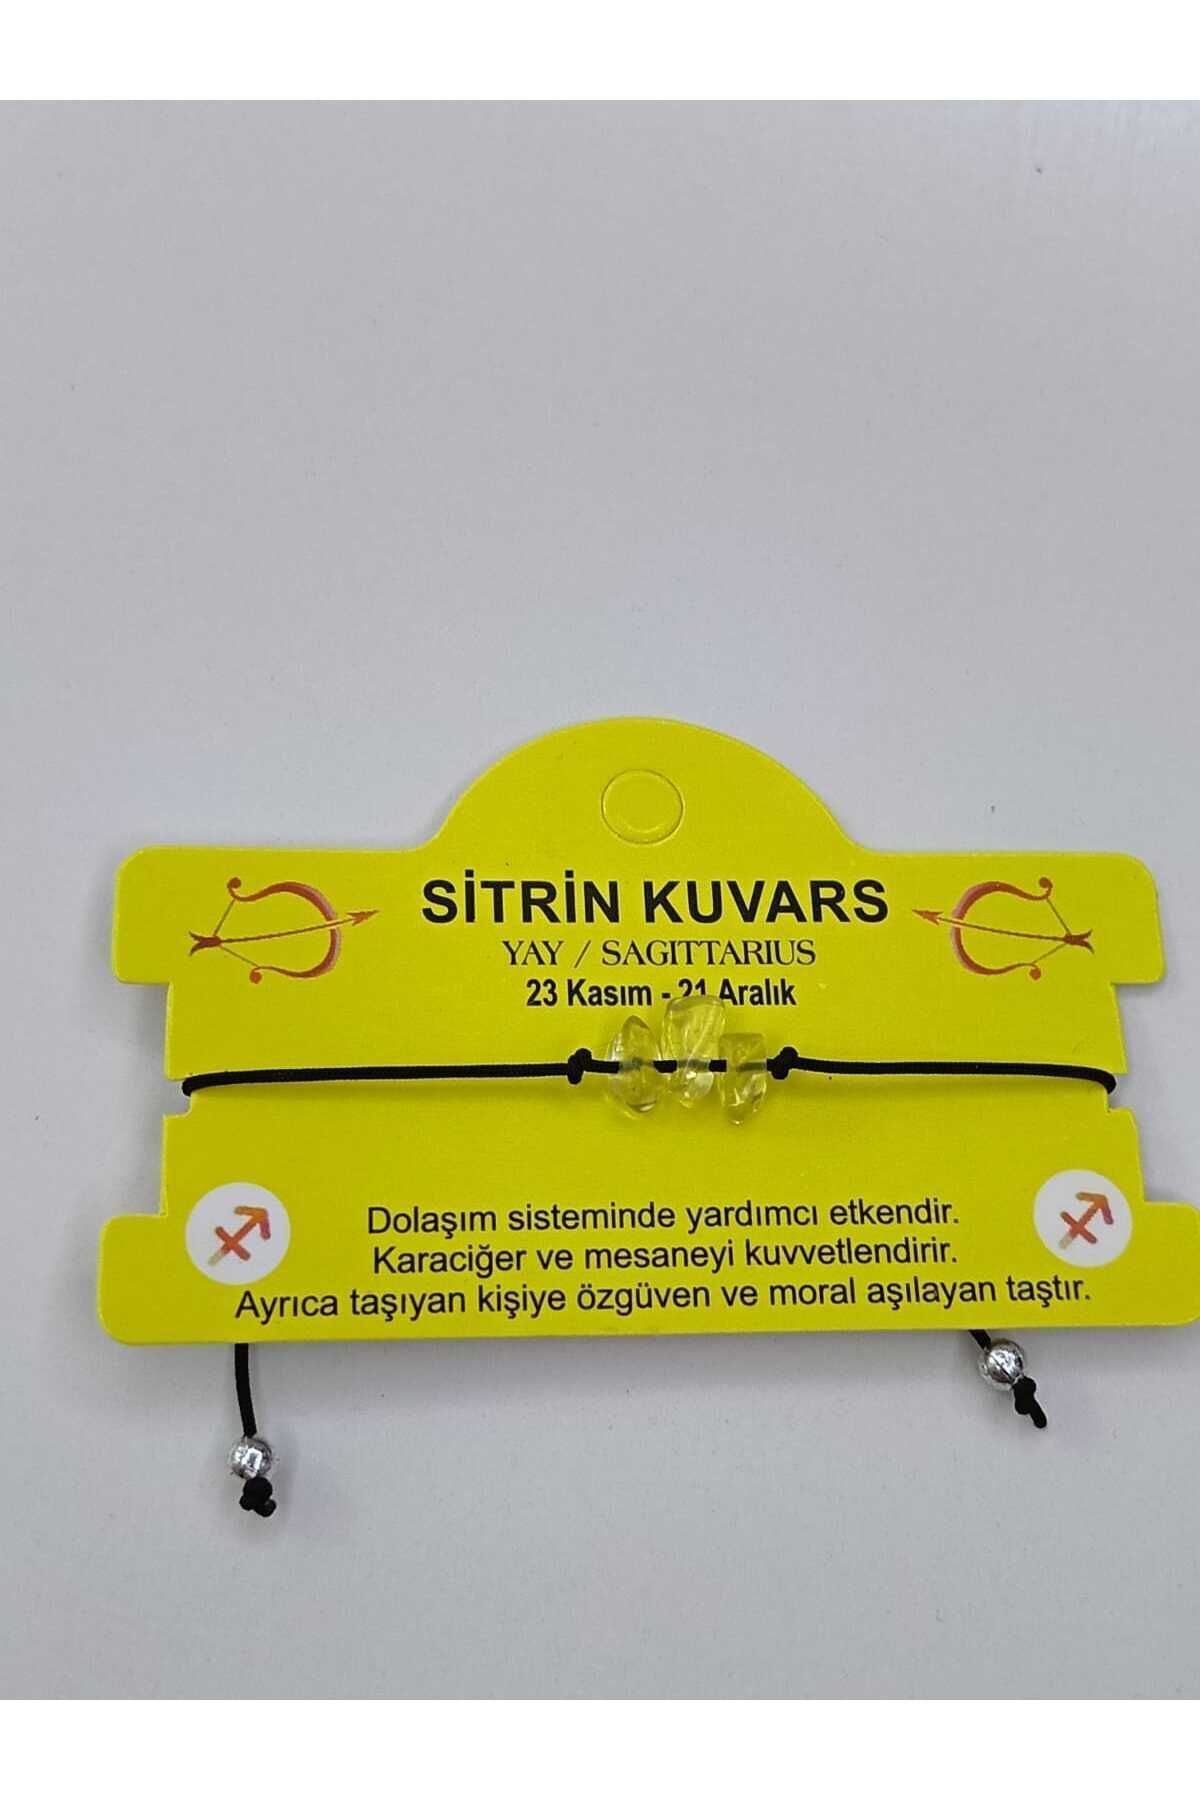 SİTRİN KUVARS
YAY / SAGITTARIUS
23 Kasım - 21 Aralık
Dolaşım sisteminde yardımcı etkendir.
Karaciğer ve mesaneyi kuvvetlendirir.
Ayrıca taşıyan kişiye özgüven ve moral aşılayan taştır.